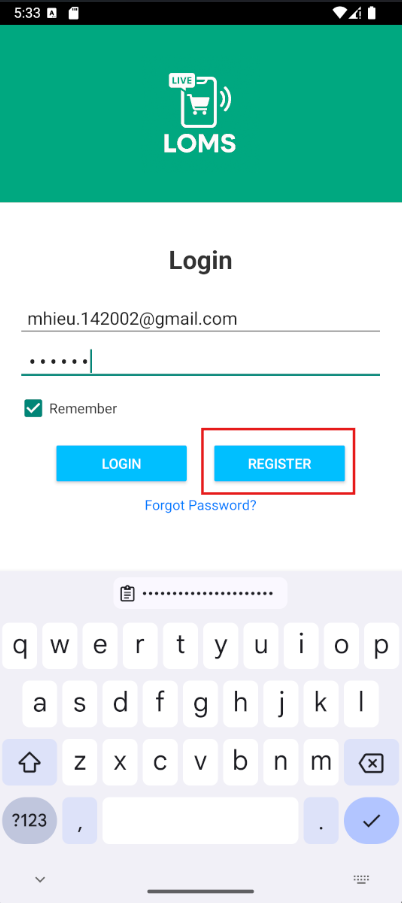 5:33 A
LIVE
LOMS
Login
mhieu.142002@gmail.com
••••••
Remember
LOGIN REGISTER
Forgot Password?
•••••••••••••••••••••••
q w e r t y u i o p
a s d f g h j k l
z x c v b n m
?123 , .